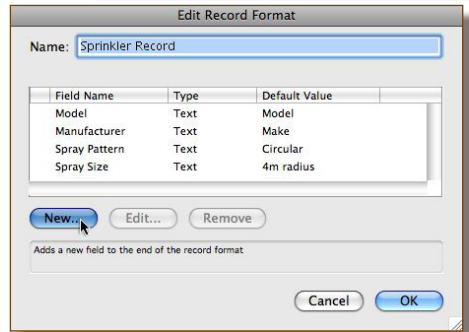 Edit Record Format
Name: Sprinkler Record
Field Name Type Default Value
Model Text Model
Manufacturer Text Make
Spray Pattern Text Circular
Spray Size Text 4m radius
New... Edit... Remove
Adds a new field to the end of the record format
Cancel OK